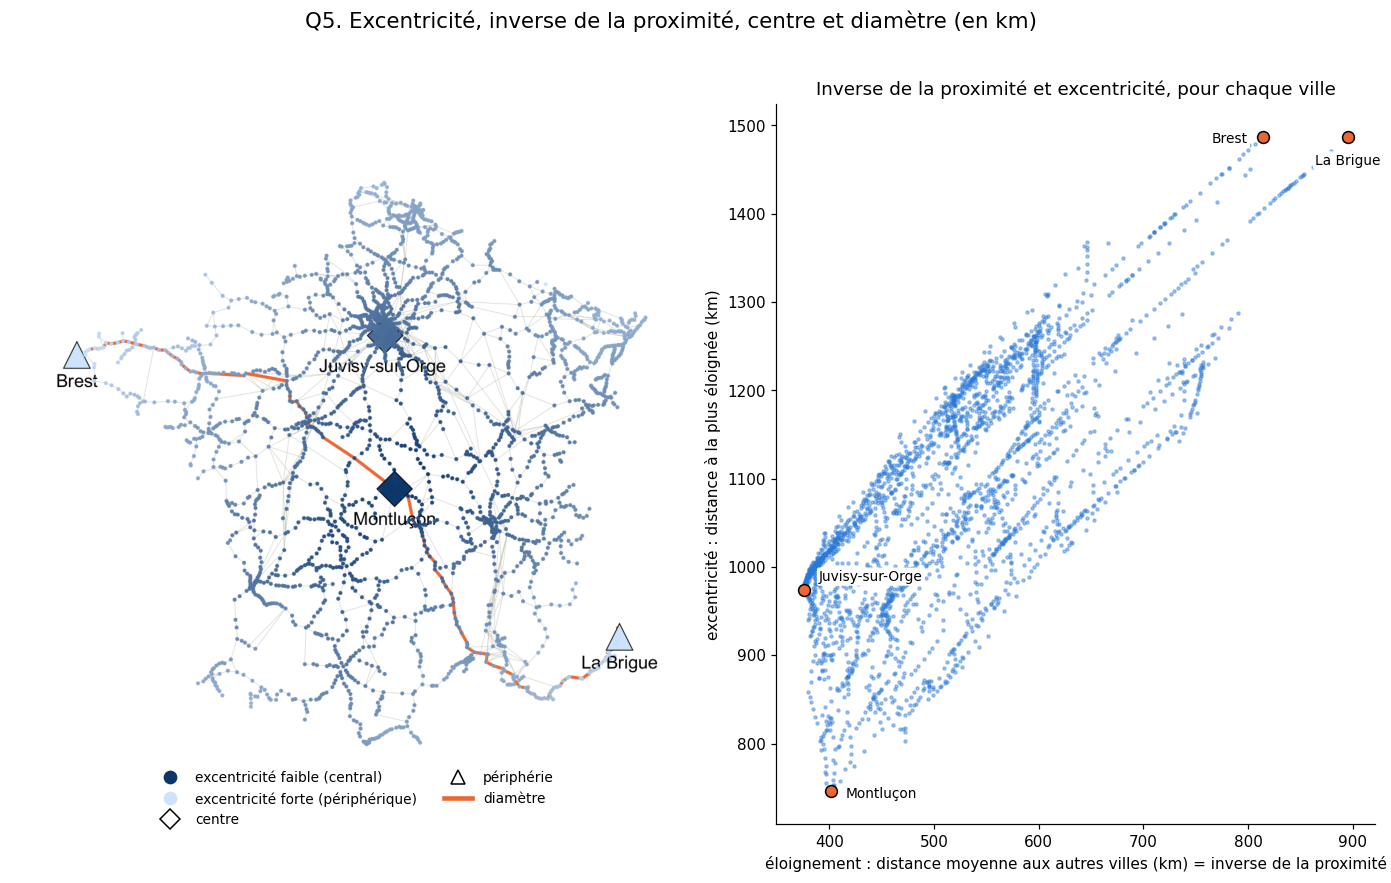 Q5. Excentricité, inverse de la proximité, centre et diamètre (en km)
Juvisy-sur-Orge
Brest
Montluçon
La Brigue
excentricité faible (central)
excentricité forte (périphérique)
centre
périphérie
diamètre
Inverse de la proximité et excentricité, pour chaque ville
excentricité : distance à la plus éloignée (km)
1500
1400
1300
1200
1100
1000
900
800
Brest
La Brigue
Juvisy-sur-Orge
Montluçon
400 500 600 700 800 900
éloignement : distance moyenne aux autres villes (km) = inverse de la proximité